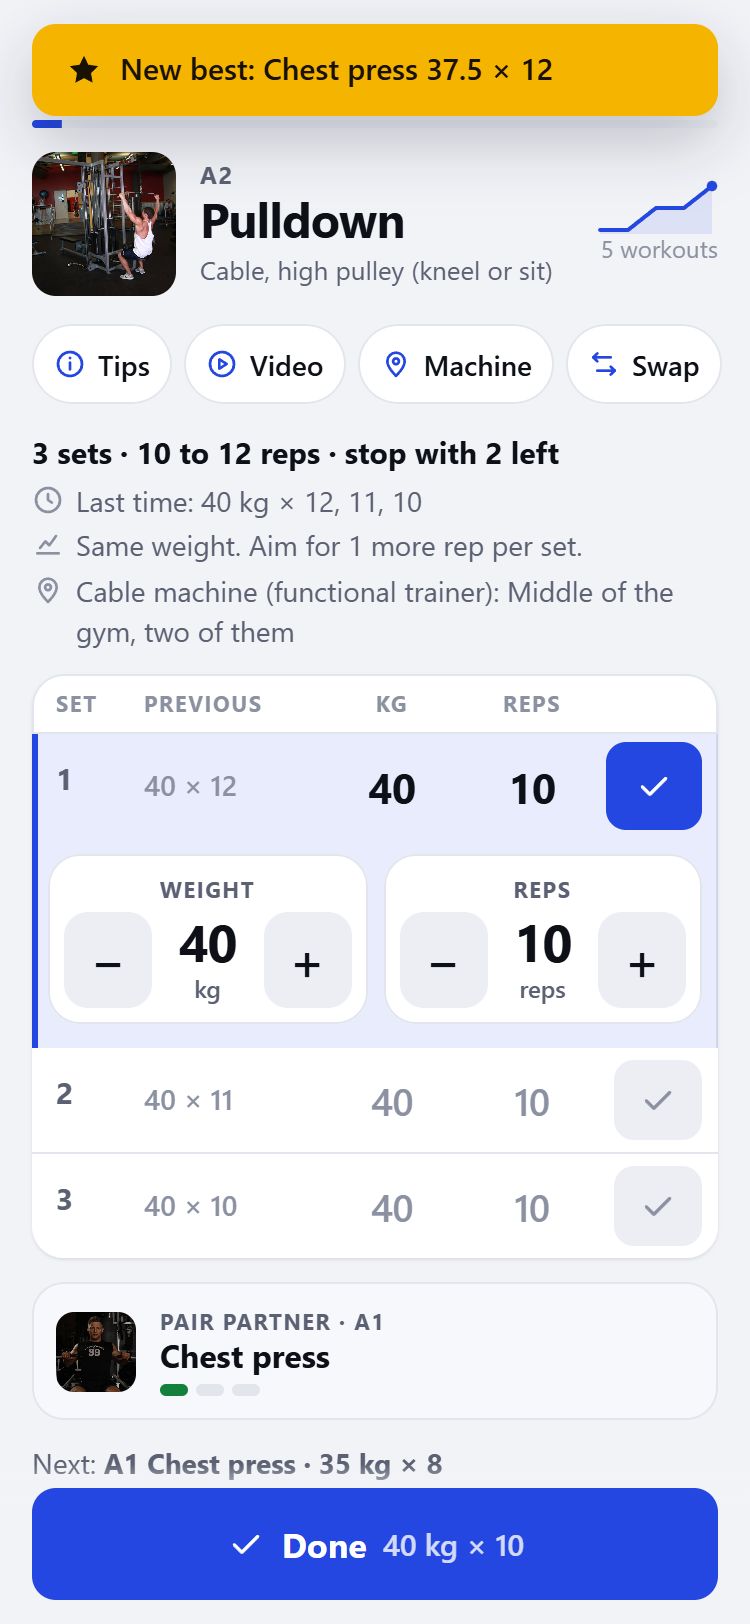 New best: Chest press 37.5 × 12
A2
Pulldown
Cable, high pulley (kneel or sit)
5 workouts
Tips
Video
Machine
Swap
3 sets · 10 to 12 reps · stop with 2 left
Last time: 40 kg × 12, 11, 10
Same weight. Aim for 1 more rep per set.
Cable machine (functional trainer): Middle of the
gym, two of them
SET PREVIOUS KG REPS
1 40 × 12 40 10
WEIGHT REPS
− 40 + − 10 +
kg reps
2 40 × 11 40 10
3 40 × 10 40 10
PAIR PARTNER · A1
Chest press
Next: A1 Chest press · 35 kg × 8
Done 40 kg × 10